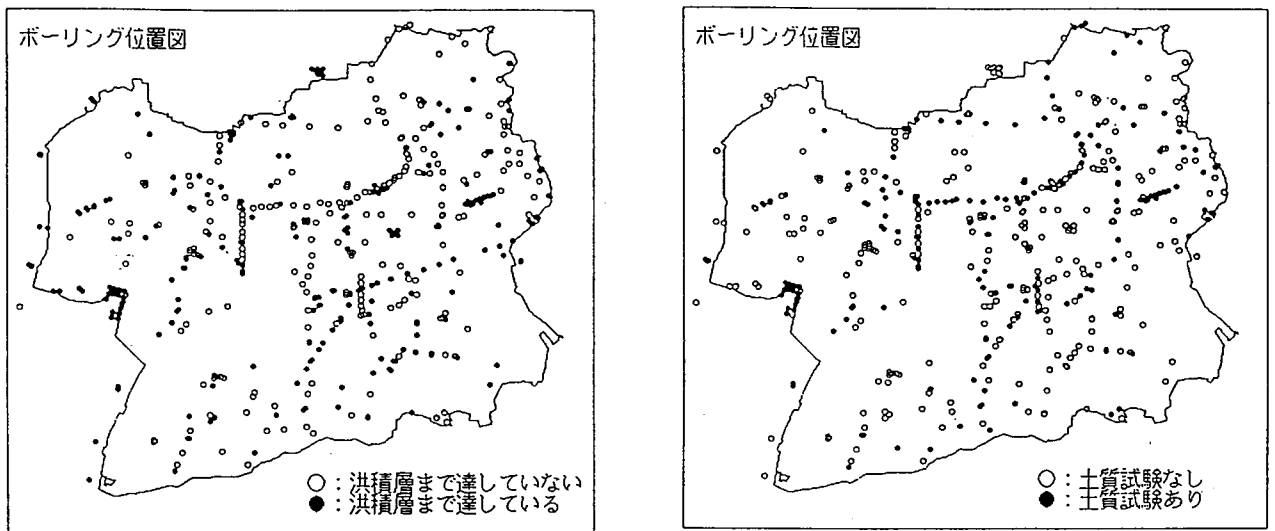 ボーリング位置図
○：洪積層まで達していない
●：洪積層まで達している
ボーリング位置図
○：土質試験なし
●：土質試験あり